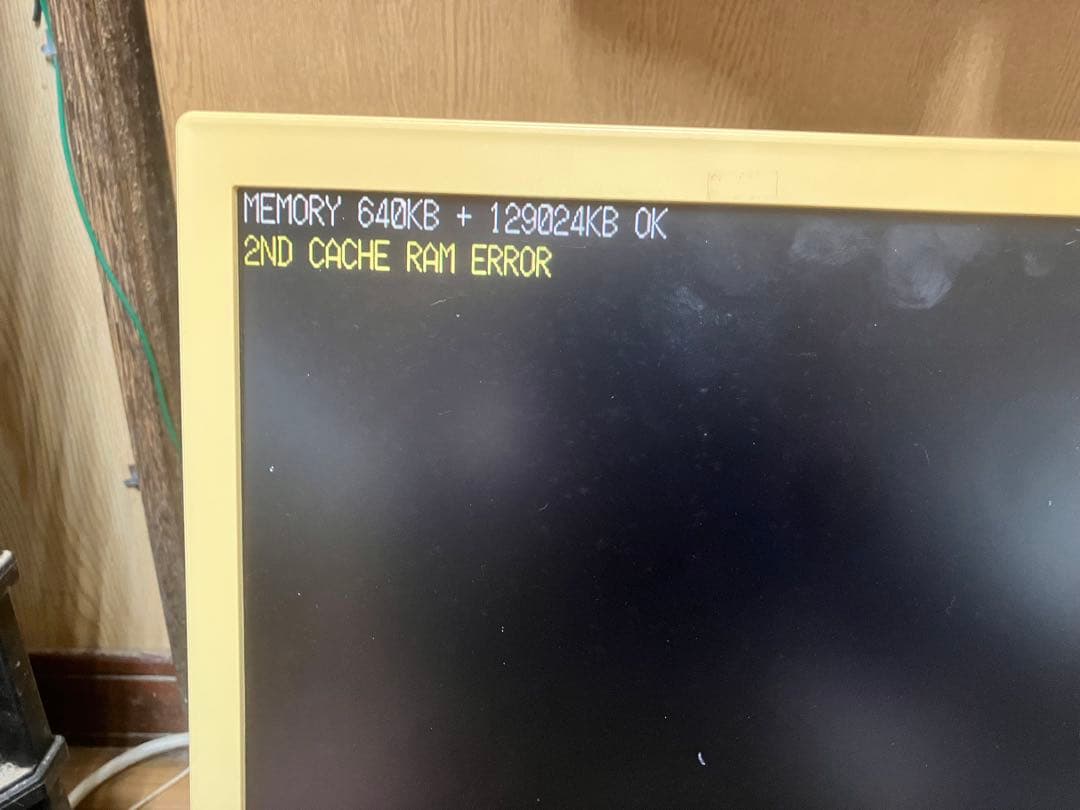 MEMORY 640KB + 129024KB OK
2ND CACHE RAM ERROR